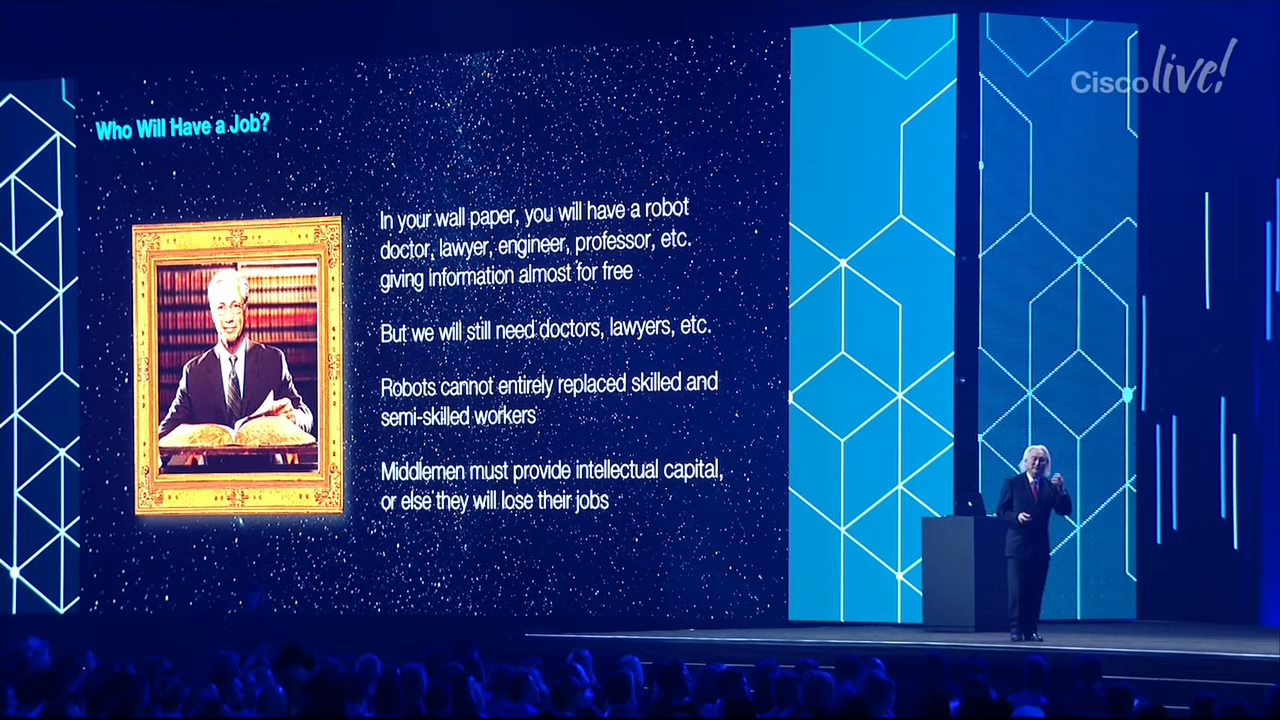 Cisco live!
Who Will Have a Job?
In your wall paper, you will have a robot
doctor, lawyer, engineer, professor, etc.
giving information almost for free
But we will still need doctors, lawyers, etc.
Robots cannot entirely replaced skilled and
semi-skilled workers
Middlemen must provide intellectual capital,
or else they will lose their jobs